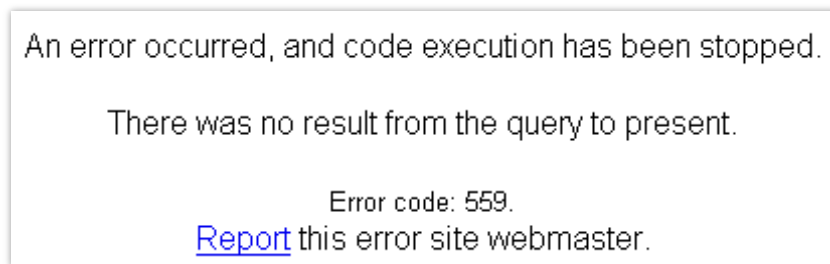 An error occurred, and code execution has been stopped.
There was no result from the query to present.
Error code: 559.
Report this error site webmaster.